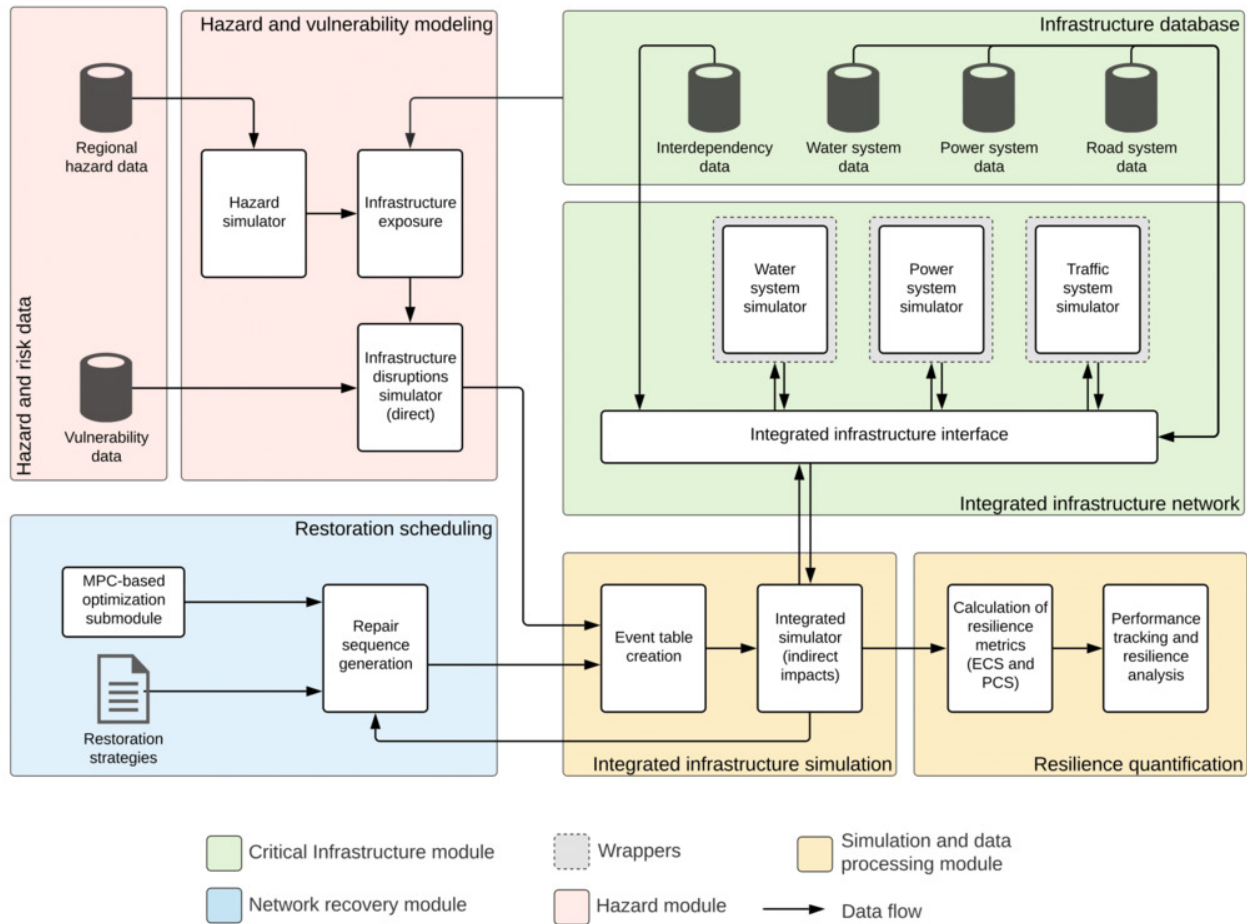 Hazard and vulnerability modeling
Infrastructure database
Regional
hazard data
Interdependency
data
Water system
data
Power system
data
Road system
data
Hazard
simulator
Infrastructure
exposure
Water
system
simulator
Power
system
simulator
Traffic
system
simulator
Hazard and risk data
Infrastructure
disruptions
simulator
(direct)
Vulnerability
data
Integrated infrastructure interface
Integrated infrastructure network
Restoration scheduling
MPC-based
optimization
submodule
Repair
sequence
generation
Restoration
strategies
Event table
creation
Integrated
simulator
(indirect
impacts)
Calculation of
resilience
metrics
(ECS and
PCS)
Performance
tracking and
resilience
analysis
Integrated infrastructure simulation
Resilience quantification
Critical Infrastructure module
Wrappers
Simulation and data
processing module
Network recovery module
Hazard module
Data flow